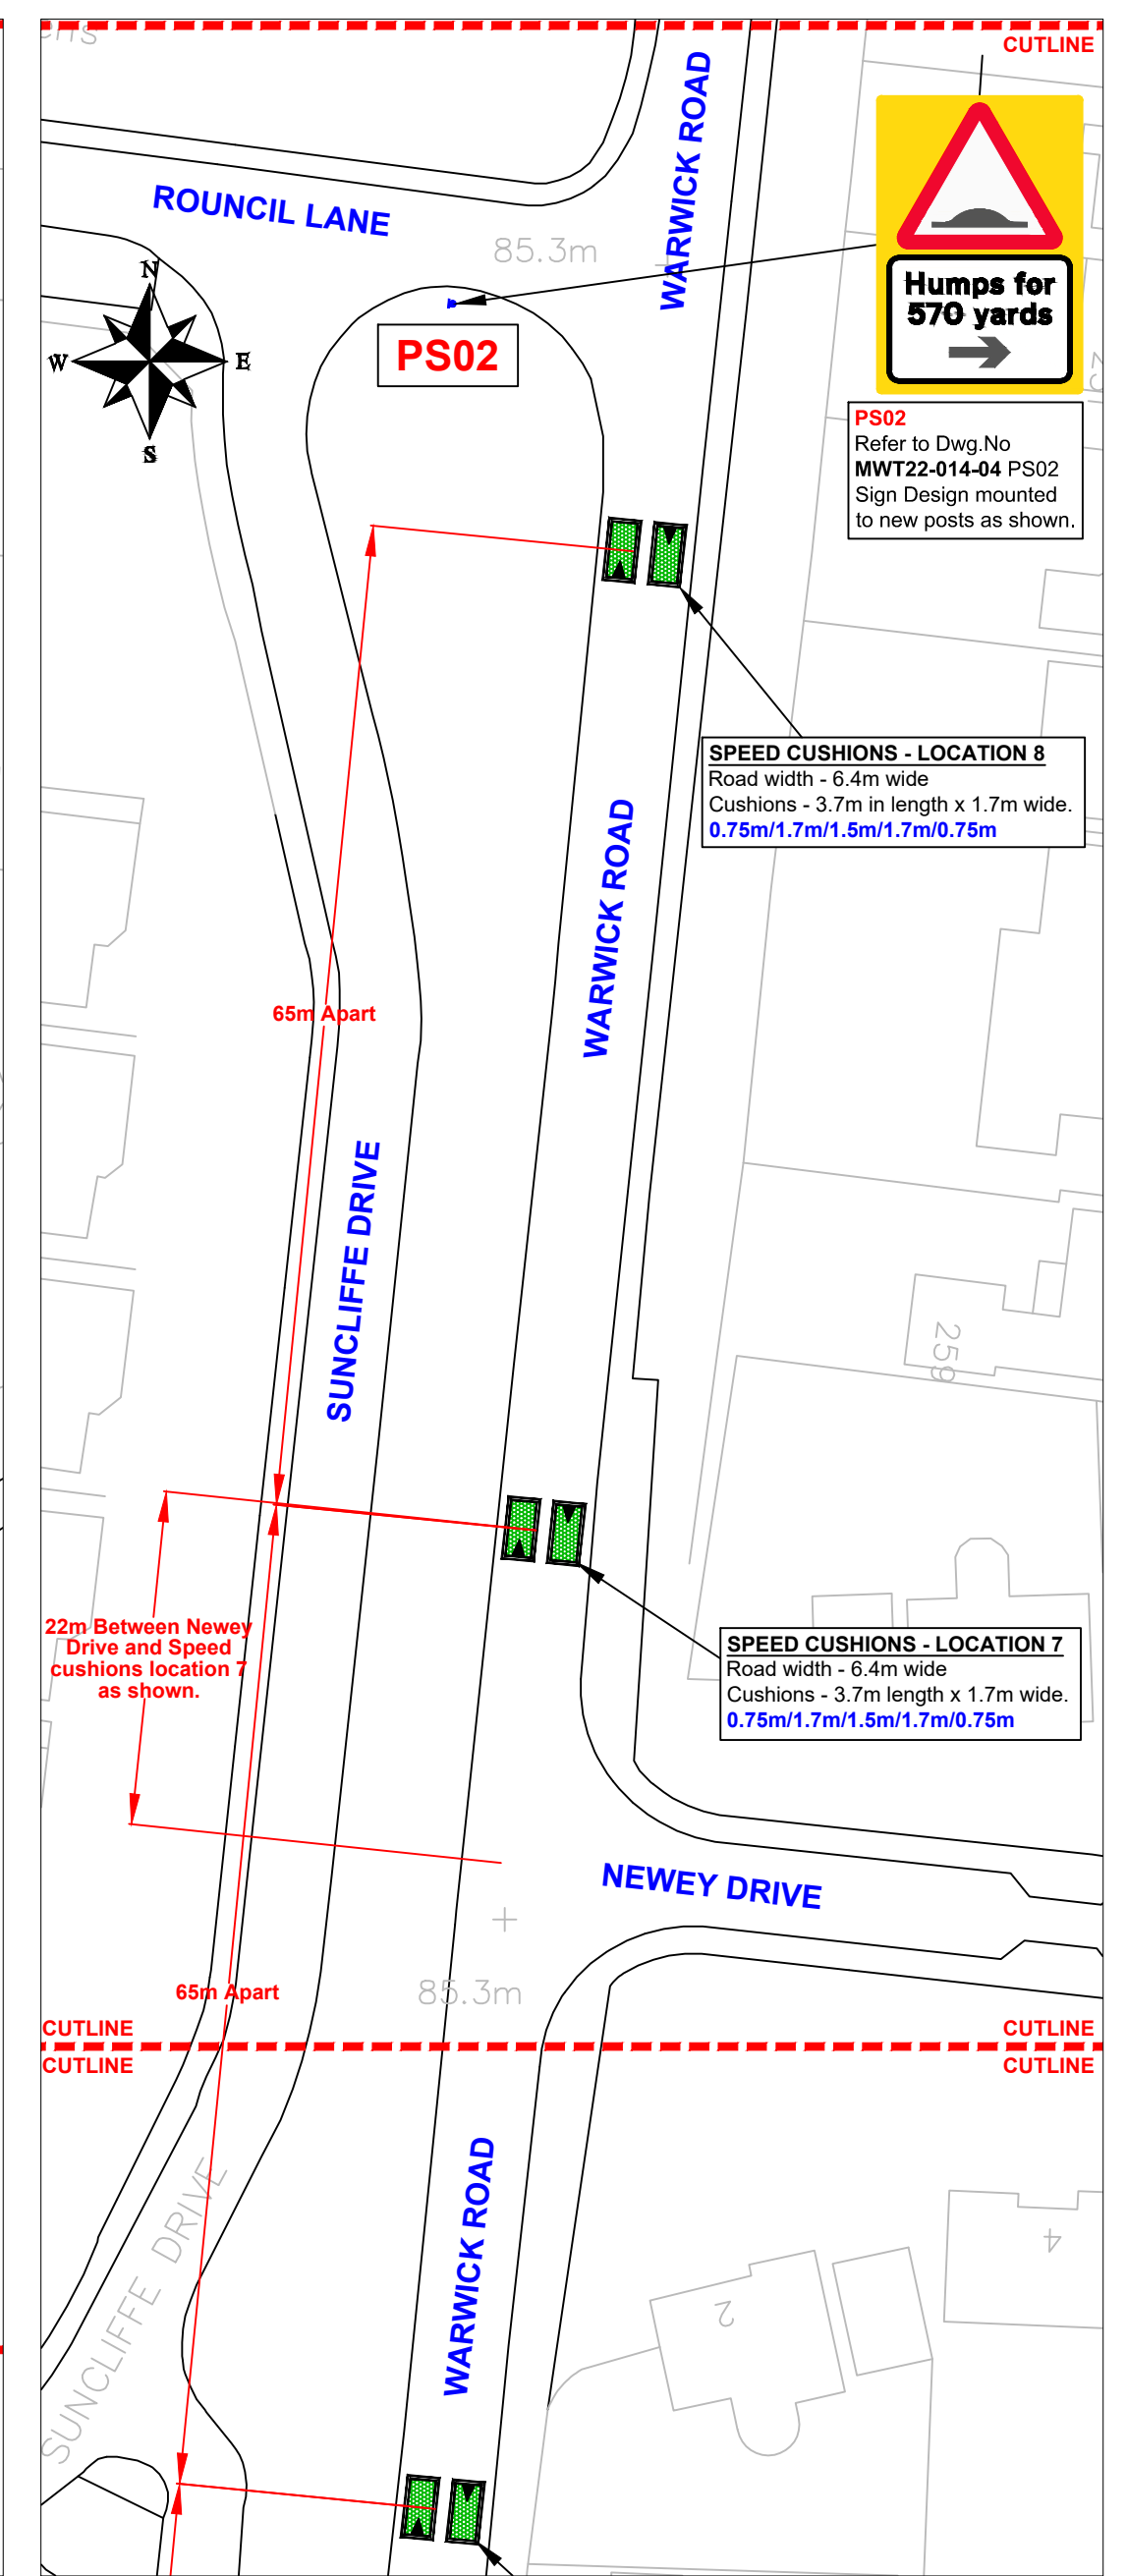 CUTLINE
WARWICK ROAD
ROUNCIL LANE
85.3m
N
W
E
S
PS02
Humps for
570 yards
PS02
Refer to Dwg.No
MWT22-014-04 PS02
Sign Design mounted
to new posts as shown.
SPEED CUSHIONS - LOCATION 8
Road width - 6.4m wide
Cushions - 3.7m in length x 1.7m wide.
0.75m/1.7m/1.5m/1.7m/0.75m
WARWICK ROAD
65m Apart
SUNCLIFFE DRIVE
259
22m Between Newey
Drive and Speed
cushions location 7
as shown.
SPEED CUSHIONS - LOCATION 7
Road width - 6.4m wide
Cushions - 3.7m length x 1.7m wide.
0.75m/1.7m/1.5m/1.7m/0.75m
NEWEY DRIVE
65m Apart
85.3m
CUTLINE
CUTLINE
CUTLINE
CUTLINE
SUNCLIFFE DRIVE
WARWICK ROAD
4
2